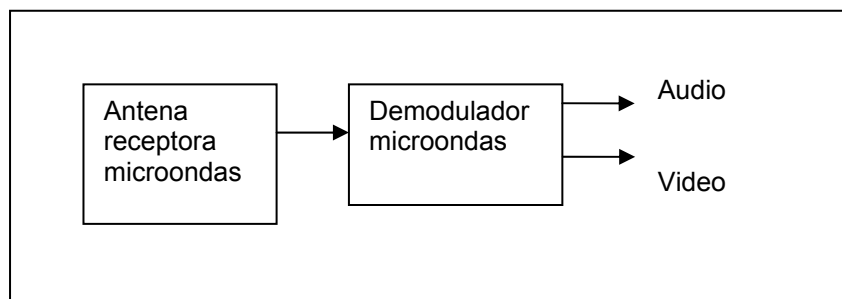 Antena
receptora
microondas
Demodulador
microondas
Audio
Video